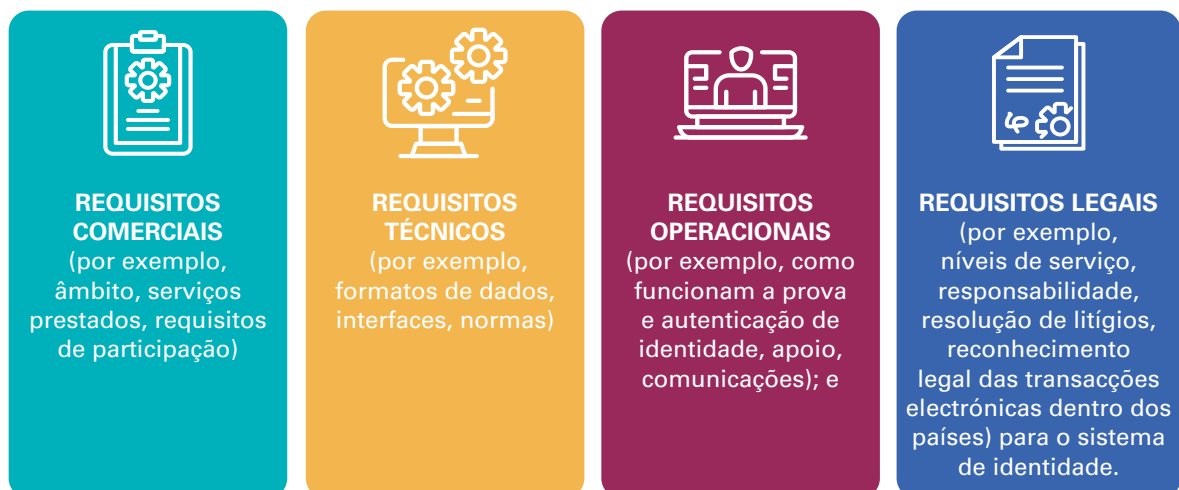 REQUISITOS
COMERCIAIS
(por exemplo,
âmbito, serviços
prestados, requisitos
de participação)
REQUISITOS
TÉCNICOS
(por exemplo,
formatos de dados,
interfaces, normas)
REQUISITOS
OPERACIONAIS
(por exemplo, como
funcionam a prova
e autenticação de
identidade, apoio,
comunicações); e
REQUISITOS LEGAIS
(por exemplo,
níveis de serviço,
responsabilidade,
resolução de litígios,
reconhecimento
legal das transacções
electrónicas dentro dos
países) para o sistema
de identidade.